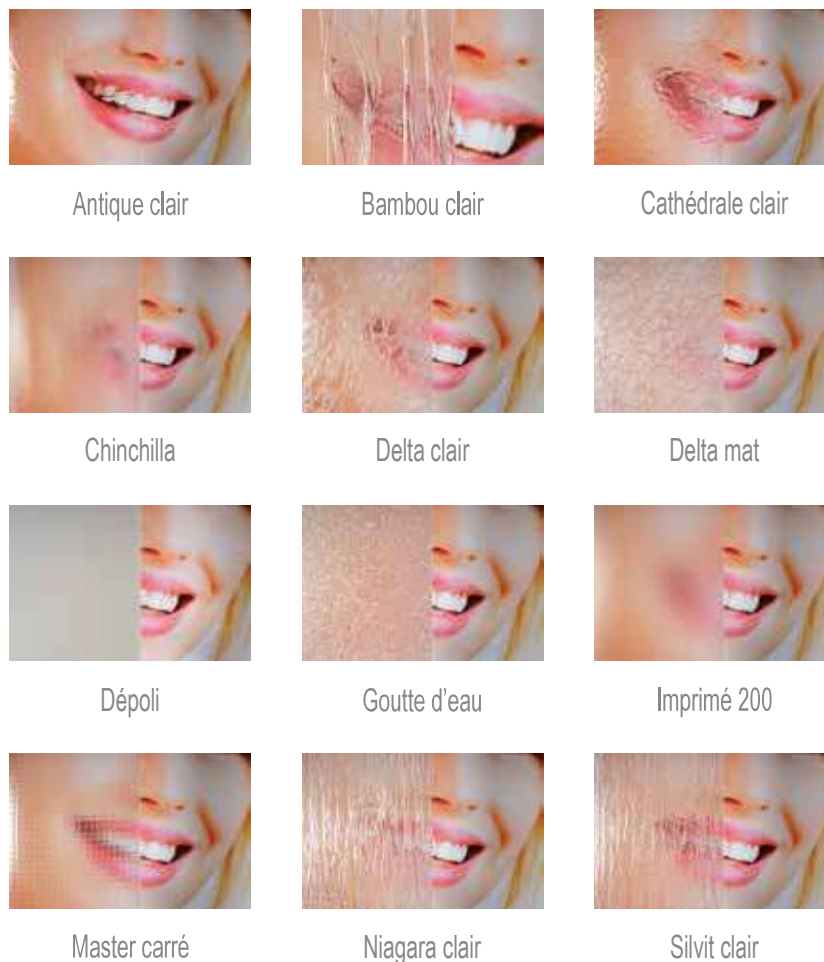 Antique clair
Bambou clair
Cathédrale clair
Chinchilla
Delta clair
Delta mat
Dépoli
Goutte d'eau
Imprimé 200
Master carré
Niagara clair
Silvit clair